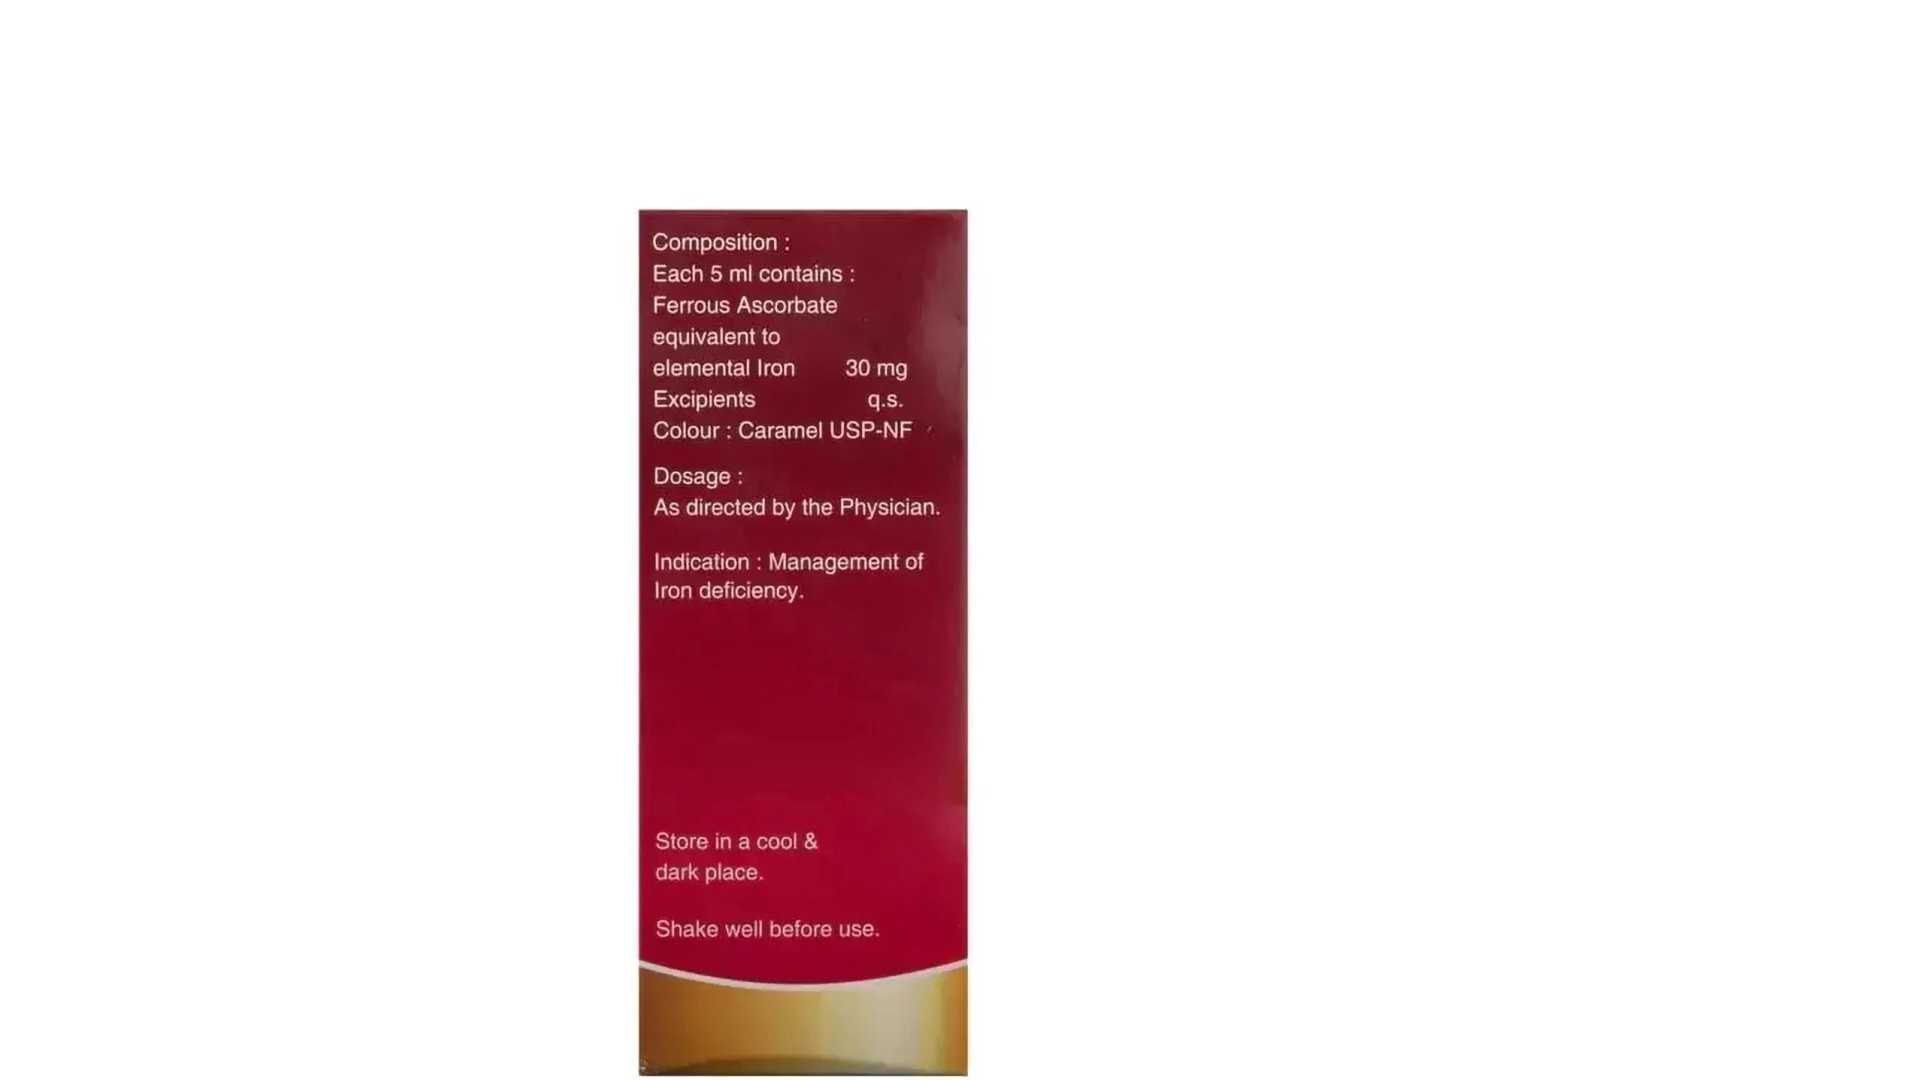 Composition :
Each 5 ml contains :
Ferrous Ascorbate
equivalent to
elemental Iron 30 mg
Excipients q.s.
Colour : Caramel USP-NF
Dosage :
As directed by the Physician.
Indication : Management of
Iron deficiency.
Store in a cool &
dark place.
Shake well before use.